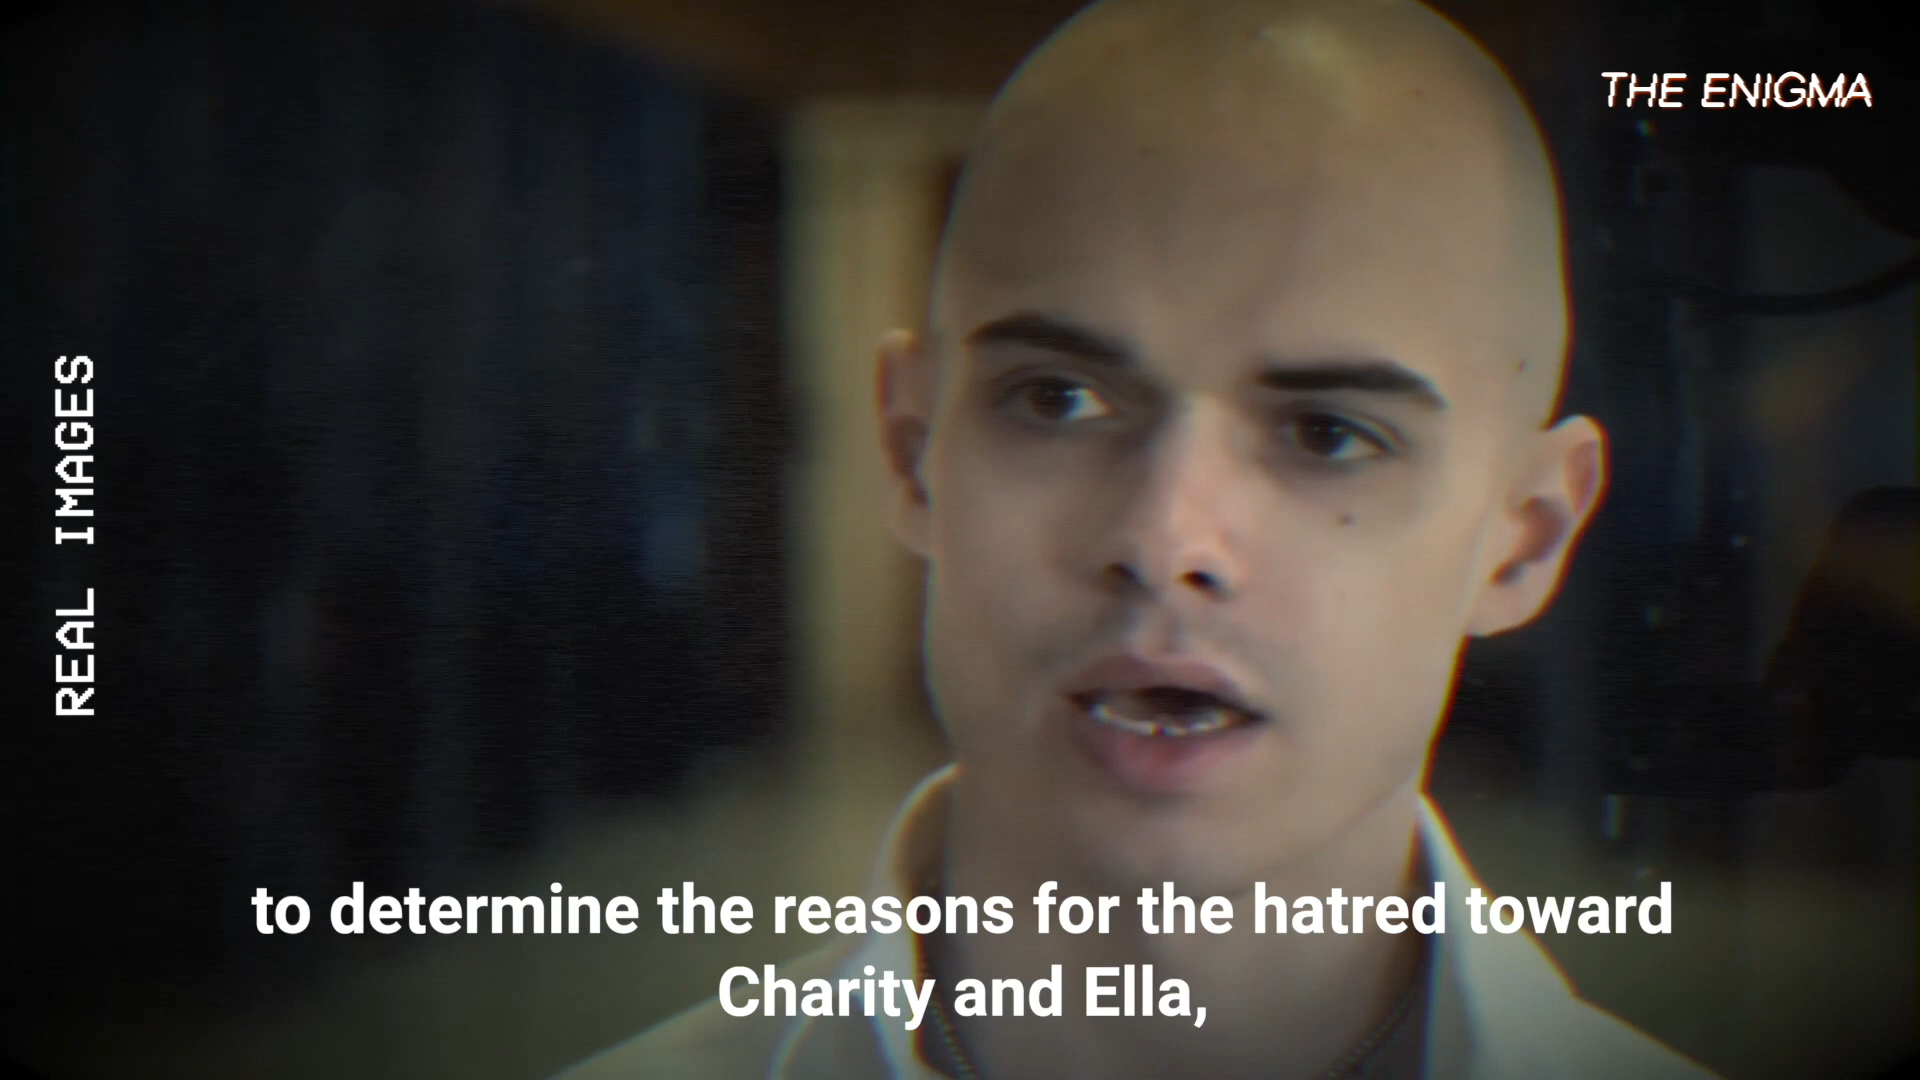 THE ENIGMA
REAL IMAGES
to determine the reasons for the hatred toward
Charity and Ella,